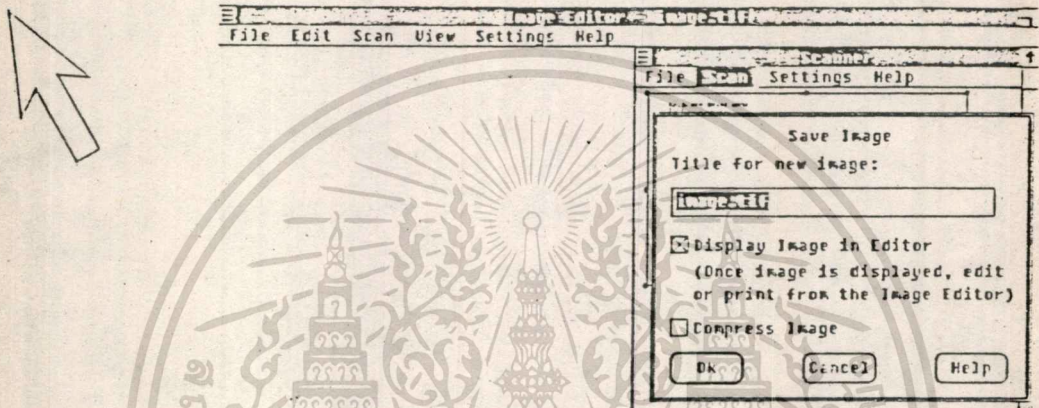 Image Editor - image.tif
File Edit Scan View Settings Help
Scanner
File Scan Settings Help
Save Image
Title for new image:
image.tif
Display Image in Editor
(Once image is displayed, edit
or print from the Image Editor)
Compress Image
Ok Cancel Help